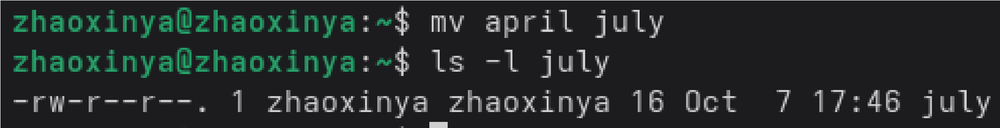 zhaoxinya@zhaoxinya:~$ mv april july
zhaoxinya@zhaoxinya:~$ ls -l july
-rw-r--r--. 1 zhaoxinya zhaoxinya 16 Oct  7 17:46 july